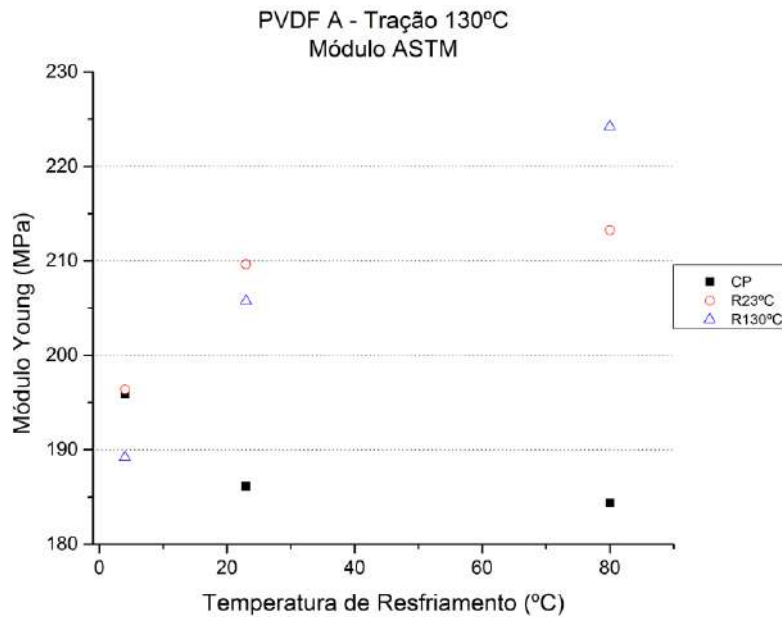 PVDF A - Tração 130ºC
Módulo ASTM
230
220
210
200
190
180
Módulo Young (MPa)
0
20
40
60
80
Temperatura de Resfriamento (ºC)
CP
R23ºC
R130ºC